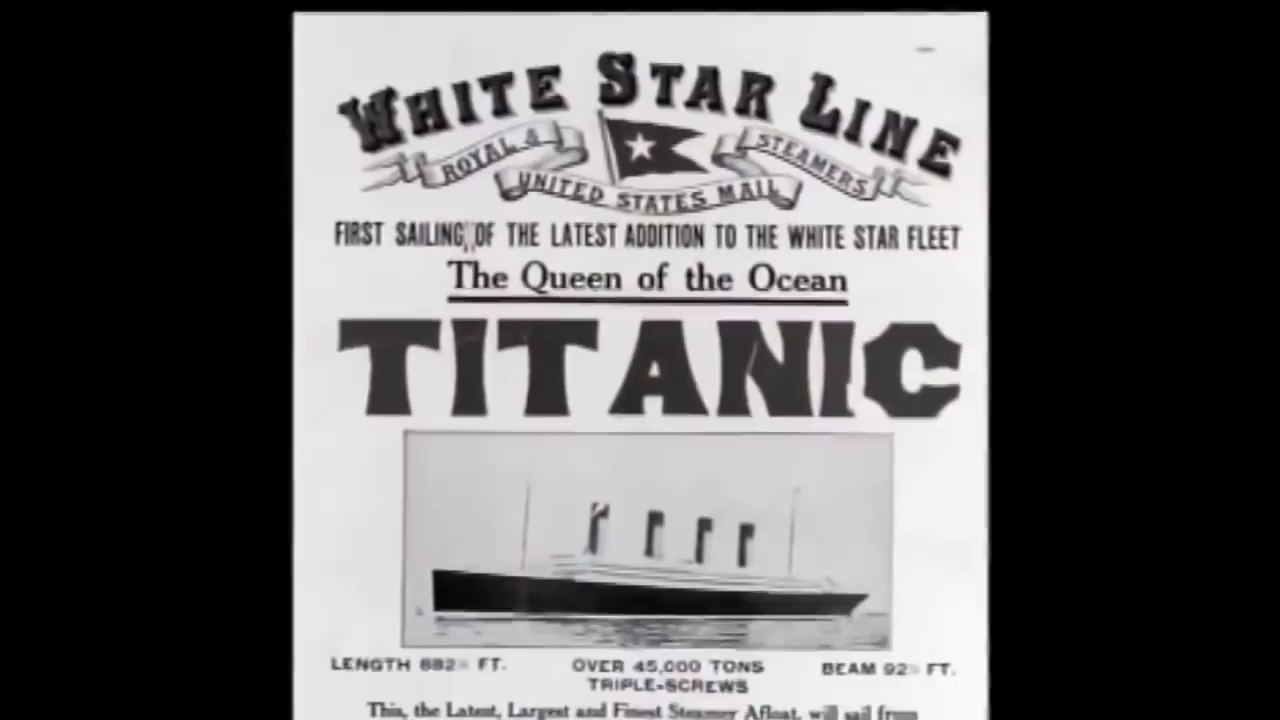 WHITE STAR LINE
ROYAL & UNITED STATES MAIL STEAMERS
FIRST SAILING OF THE LATEST ADDITION TO THE WHITE STAR FLEET
The Queen of the Ocean
TITANIC
LENGTH 882½ FT. OVER 45,000 TONS BEAM 92½ FT.
TRIPLE-SCREWS
This, the Latest, Largest and Finest Steamer Afloat, will sail from